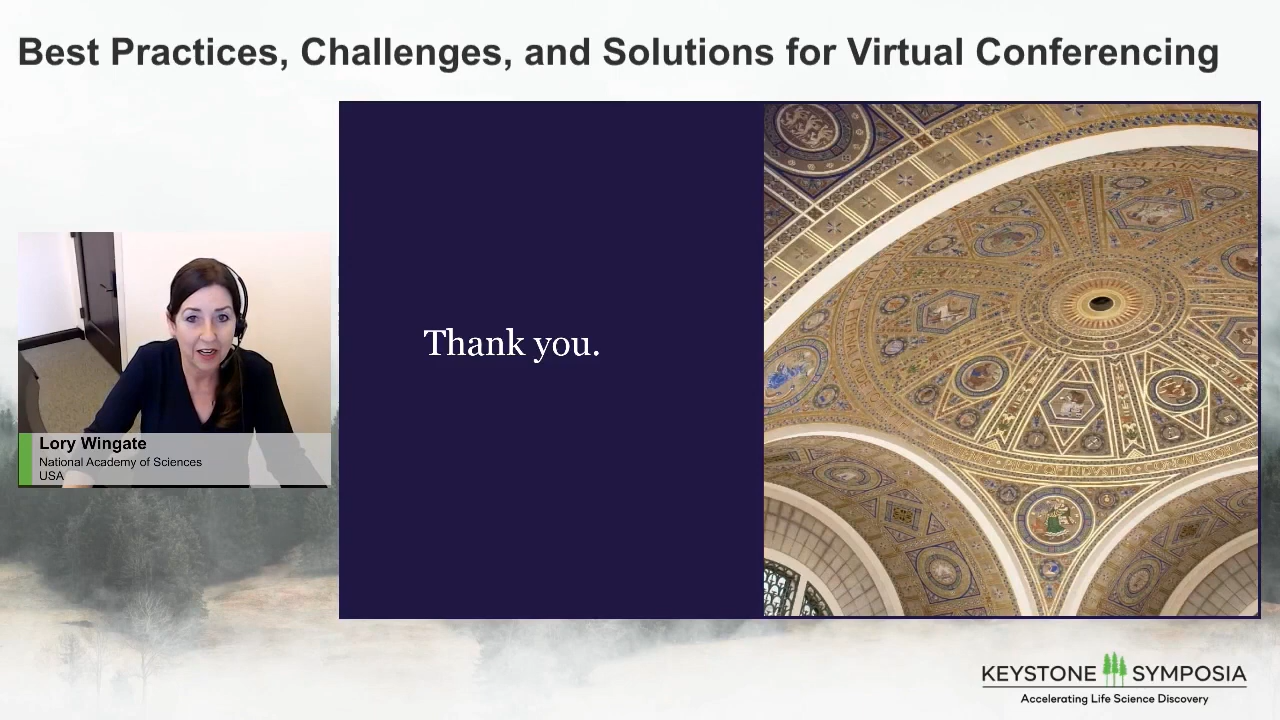 Best Practices, Challenges, and Solutions for Virtual Conferencing
Thank you.
Lory Wingate
National Academy of Sciences
USA
KEYSTONE SYMPOSIA
Accelerating Life Science Discovery